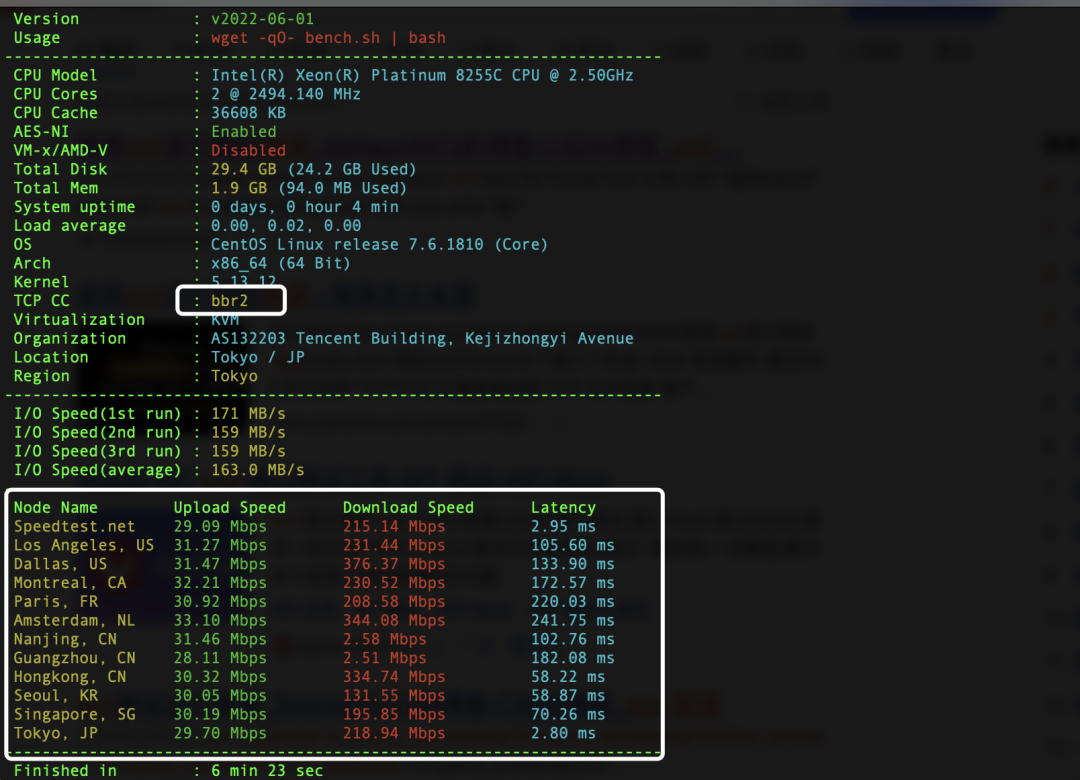 Version : v2022-06-01
Usage : wget -qO- bench.sh | bash
CPU Model : Intel(R) Xeon(R) Platinum 8255C CPU @ 2.50GHz
CPU Cores : 2 @ 2494.140 MHz
CPU Cache : 36608 KB
AES-NI : Enabled
VM-x/AMD-V : Disabled
Total Disk : 29.4 GB (24.2 GB Used)
Total Mem : 1.9 GB (94.0 MB Used)
System uptime : 0 days, 0 hour 4 min
Load average : 0.00, 0.02, 0.00
OS : CentOS Linux release 7.6.1810 (Core)
Arch : x86_64 (64 Bit)
Kernel : 5.13.12
TCP CC : bbr2
Virtualization : KVM
Organization : AS132203 Tencent Building, Kejizhongyi Avenue
Location : Tokyo / JP
Region : Tokyo
I/O Speed(1st run) : 171 MB/s
I/O Speed(2nd run) : 159 MB/s
I/O Speed(3rd run) : 159 MB/s
I/O Speed(average) : 163.0 MB/s
Node Name Upload Speed Download Speed Latency
Speedtest.net 29.09 Mbps 215.14 Mbps 2.95 ms
Los Angeles, US 31.27 Mbps 231.44 Mbps 105.60 ms
Dallas, US 31.47 Mbps 376.37 Mbps 133.90 ms
Montreal, CA 32.21 Mbps 230.52 Mbps 172.57 ms
Paris, FR 30.92 Mbps 208.58 Mbps 220.03 ms
Amsterdam, NL 33.10 Mbps 344.08 Mbps 241.75 ms
Nanjing, CN 31.46 Mbps 2.58 Mbps 102.76 ms
Guangzhou, CN 28.11 Mbps 2.51 Mbps 182.08 ms
Hongkong, CN 30.32 Mbps 334.74 Mbps 58.22 ms
Seoul, KR 30.05 Mbps 131.55 Mbps 58.87 ms
Singapore, SG 30.19 Mbps 195.85 Mbps 70.26 ms
Tokyo, JP 29.70 Mbps 218.94 Mbps 2.80 ms
Finished in : 6 min 23 sec